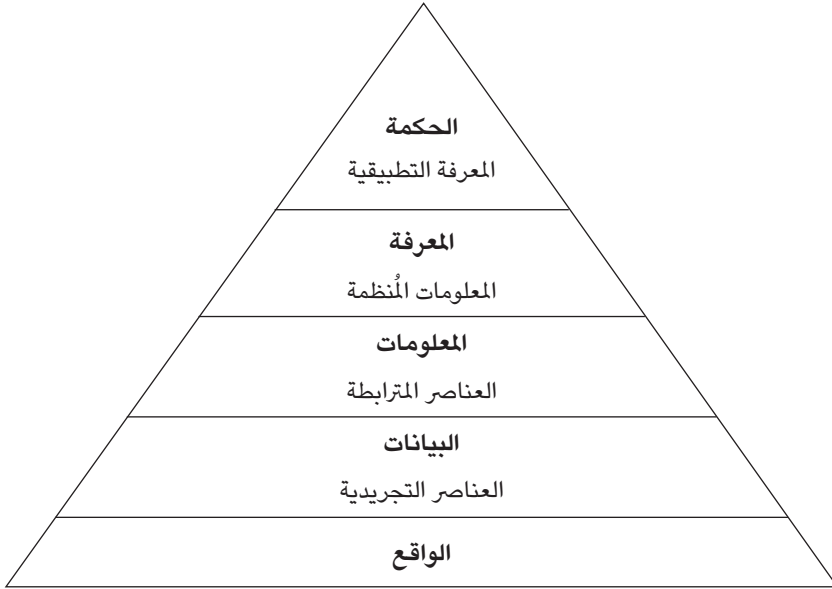 الحكمة
المعرفة التطبيقية
المعرفة
المعلومات المُنظمة
المعلومات
العناصر المترابطة
البيانات
العناصر التجريدية
الواقع